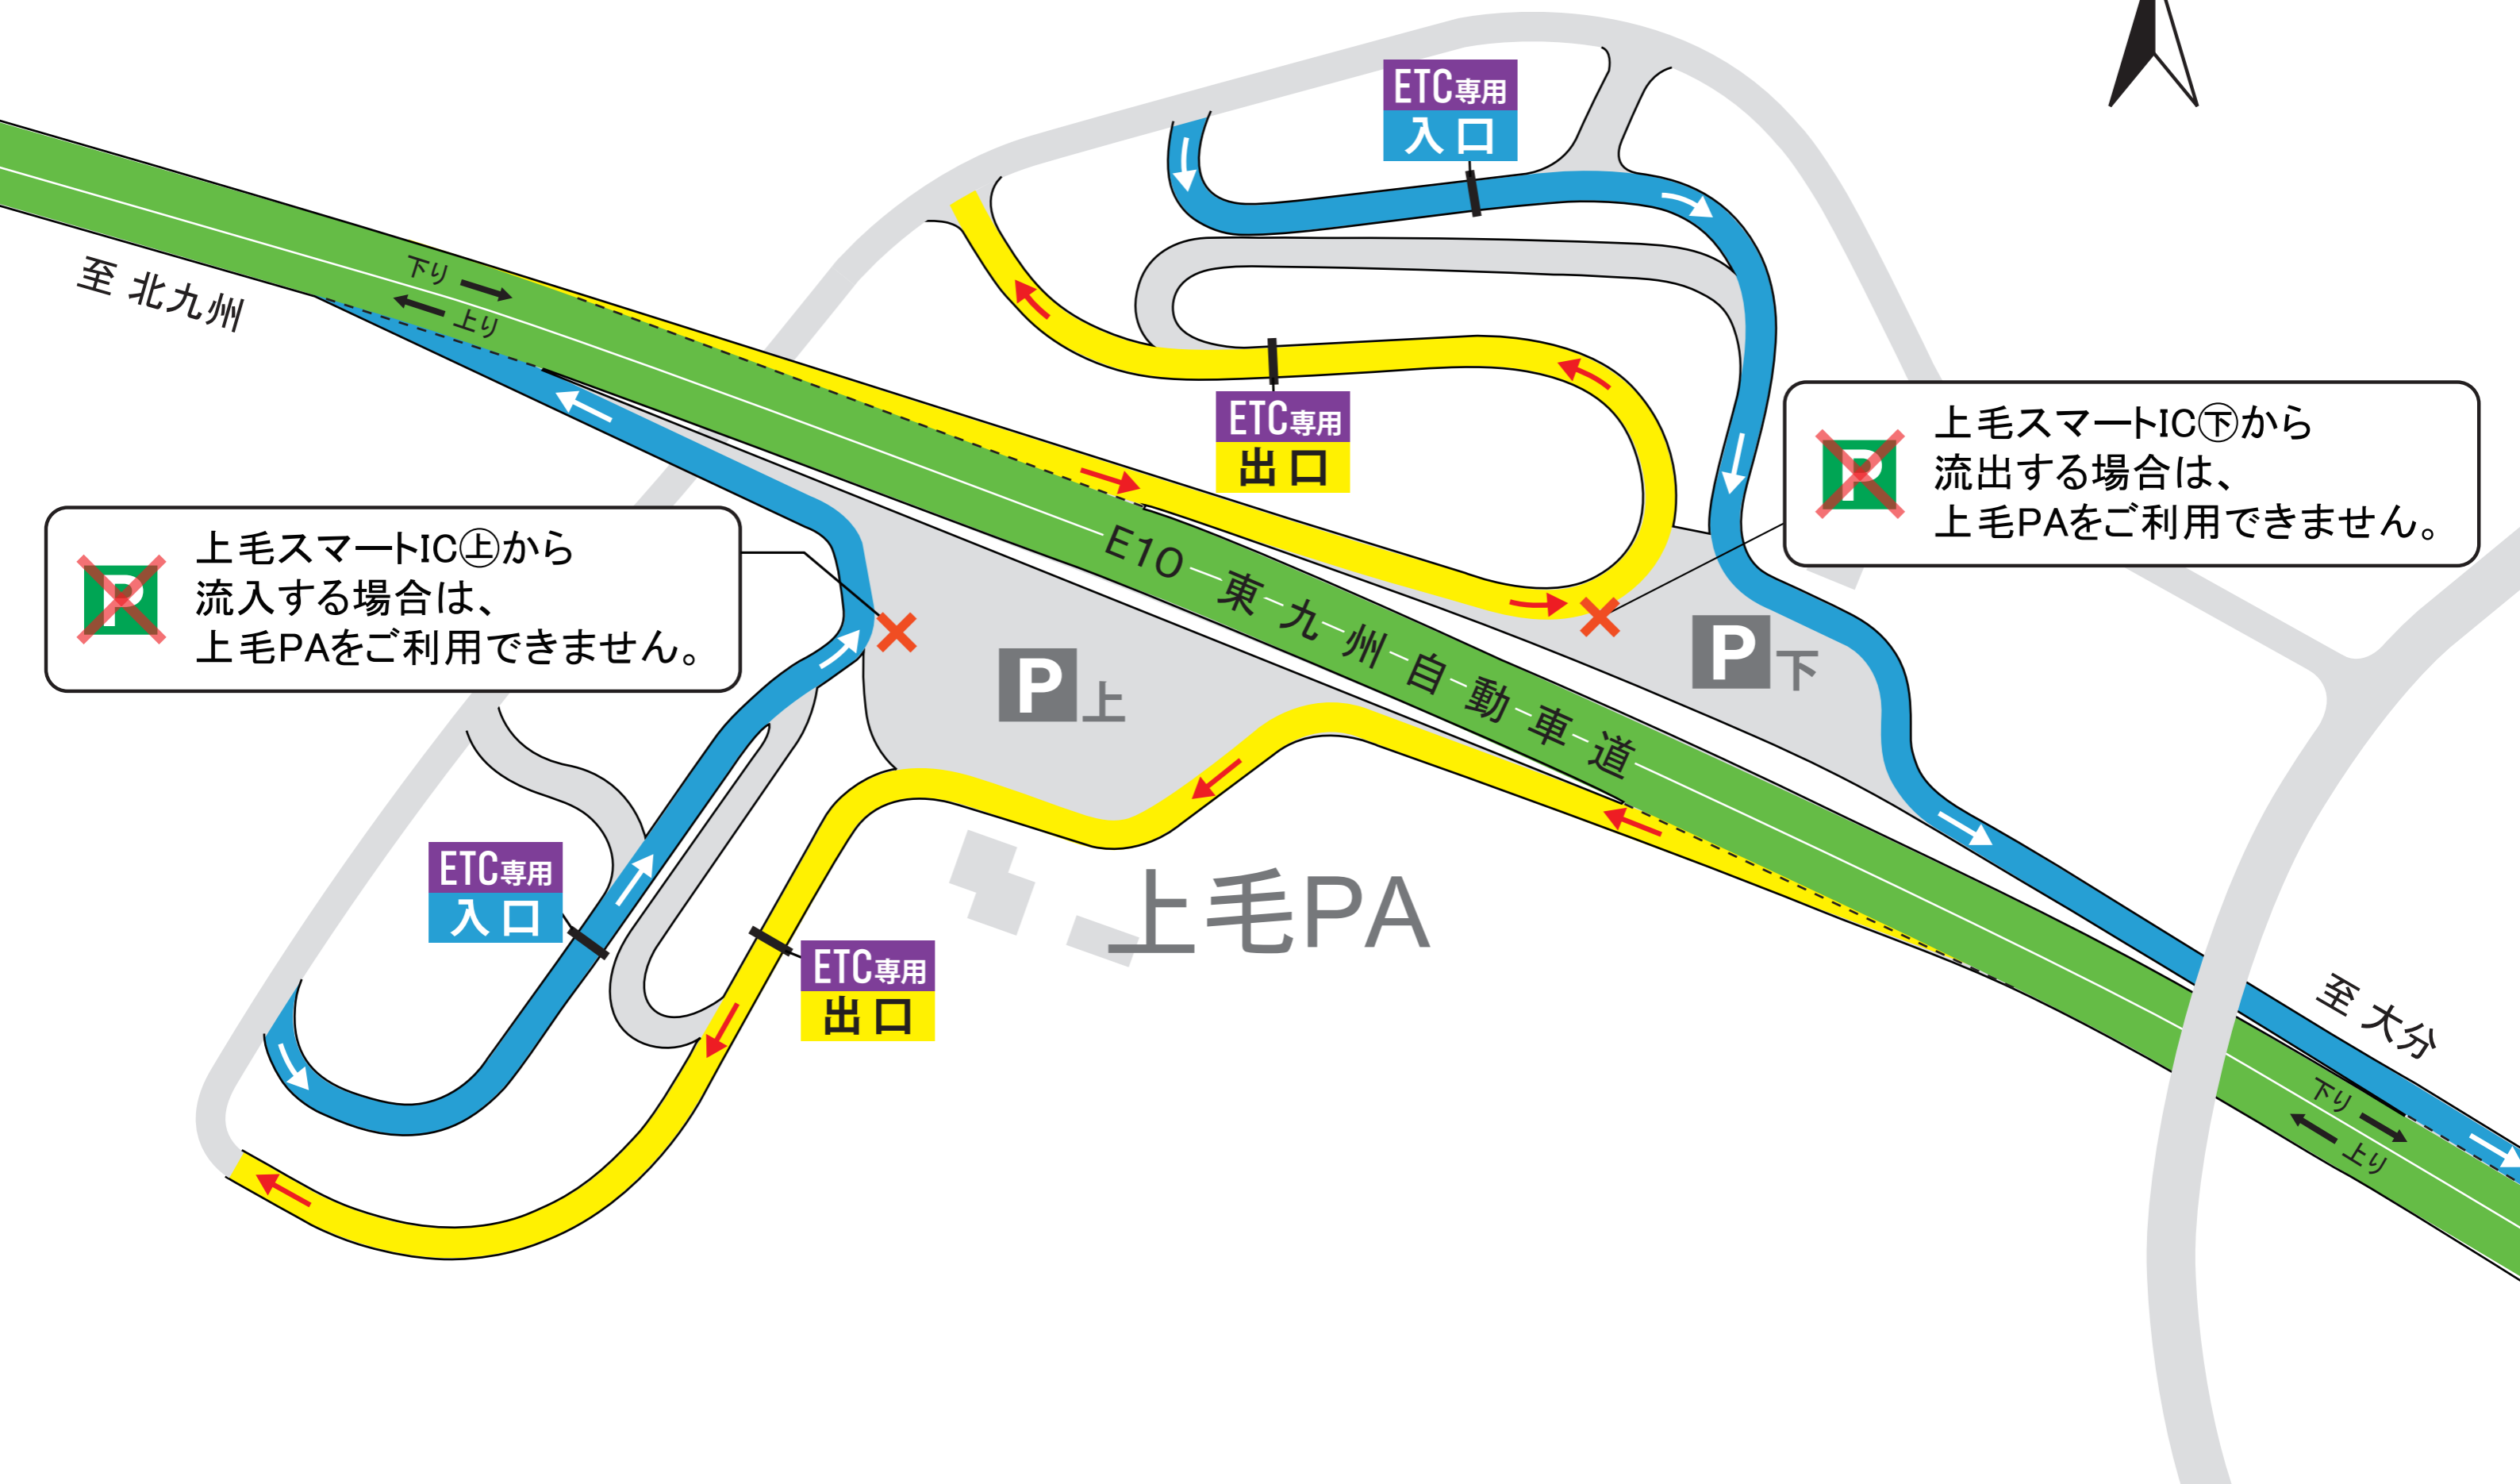 ETC専用
入口
至 北九州
下り
上り
ETC専用
出口
P
上毛スマートIC㊦から
流出する場合は、
上毛PAをご利用できません。
P
上毛スマートIC㊤から
流入する場合は、
上毛PAをご利用できません。
E10 東九州自動車道
P上
P下
ETC専用
入口
上毛PA
ETC専用
出口
至 大分
下り
上り